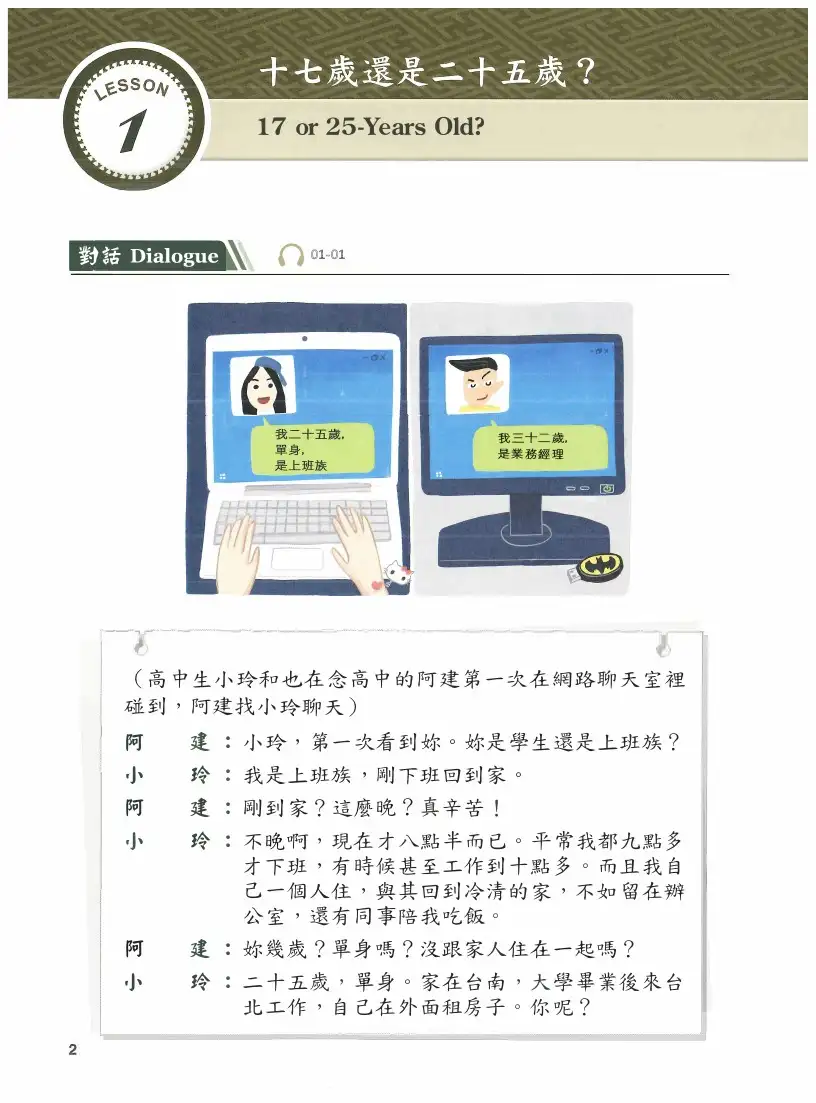 LESSON
1
十七歲還是二十五歲？
17 or 25-Years Old?
對話 Dialogue
01-01
我二十五歲,
單身,
是上班族
我三十二歲,
是業務經理
（高中生小玲和也在念高中的阿建第一次在網路聊天室裡
碰到，阿建找小玲聊天）
阿建：小玲，第一次看到妳。妳是學生還是上班族？
小玲：我是上班族，剛下班回到家。
阿建：剛到家？這麼晚？真辛苦！
小玲：不晚啊，現在才八點半而已。平常我都九點多
才下班，有時候甚至工作到十點多。而且我自
己一個人住，與其回到冷清的家，不如留在辦
公室，還有同事陪我吃飯。
阿建：妳幾歲？單身嗎？沒跟家人住在一起嗎？
小玲：二十五歲，單身。家在台南，大學畢業後來台
北工作，自己在外面租房子。你呢？
2